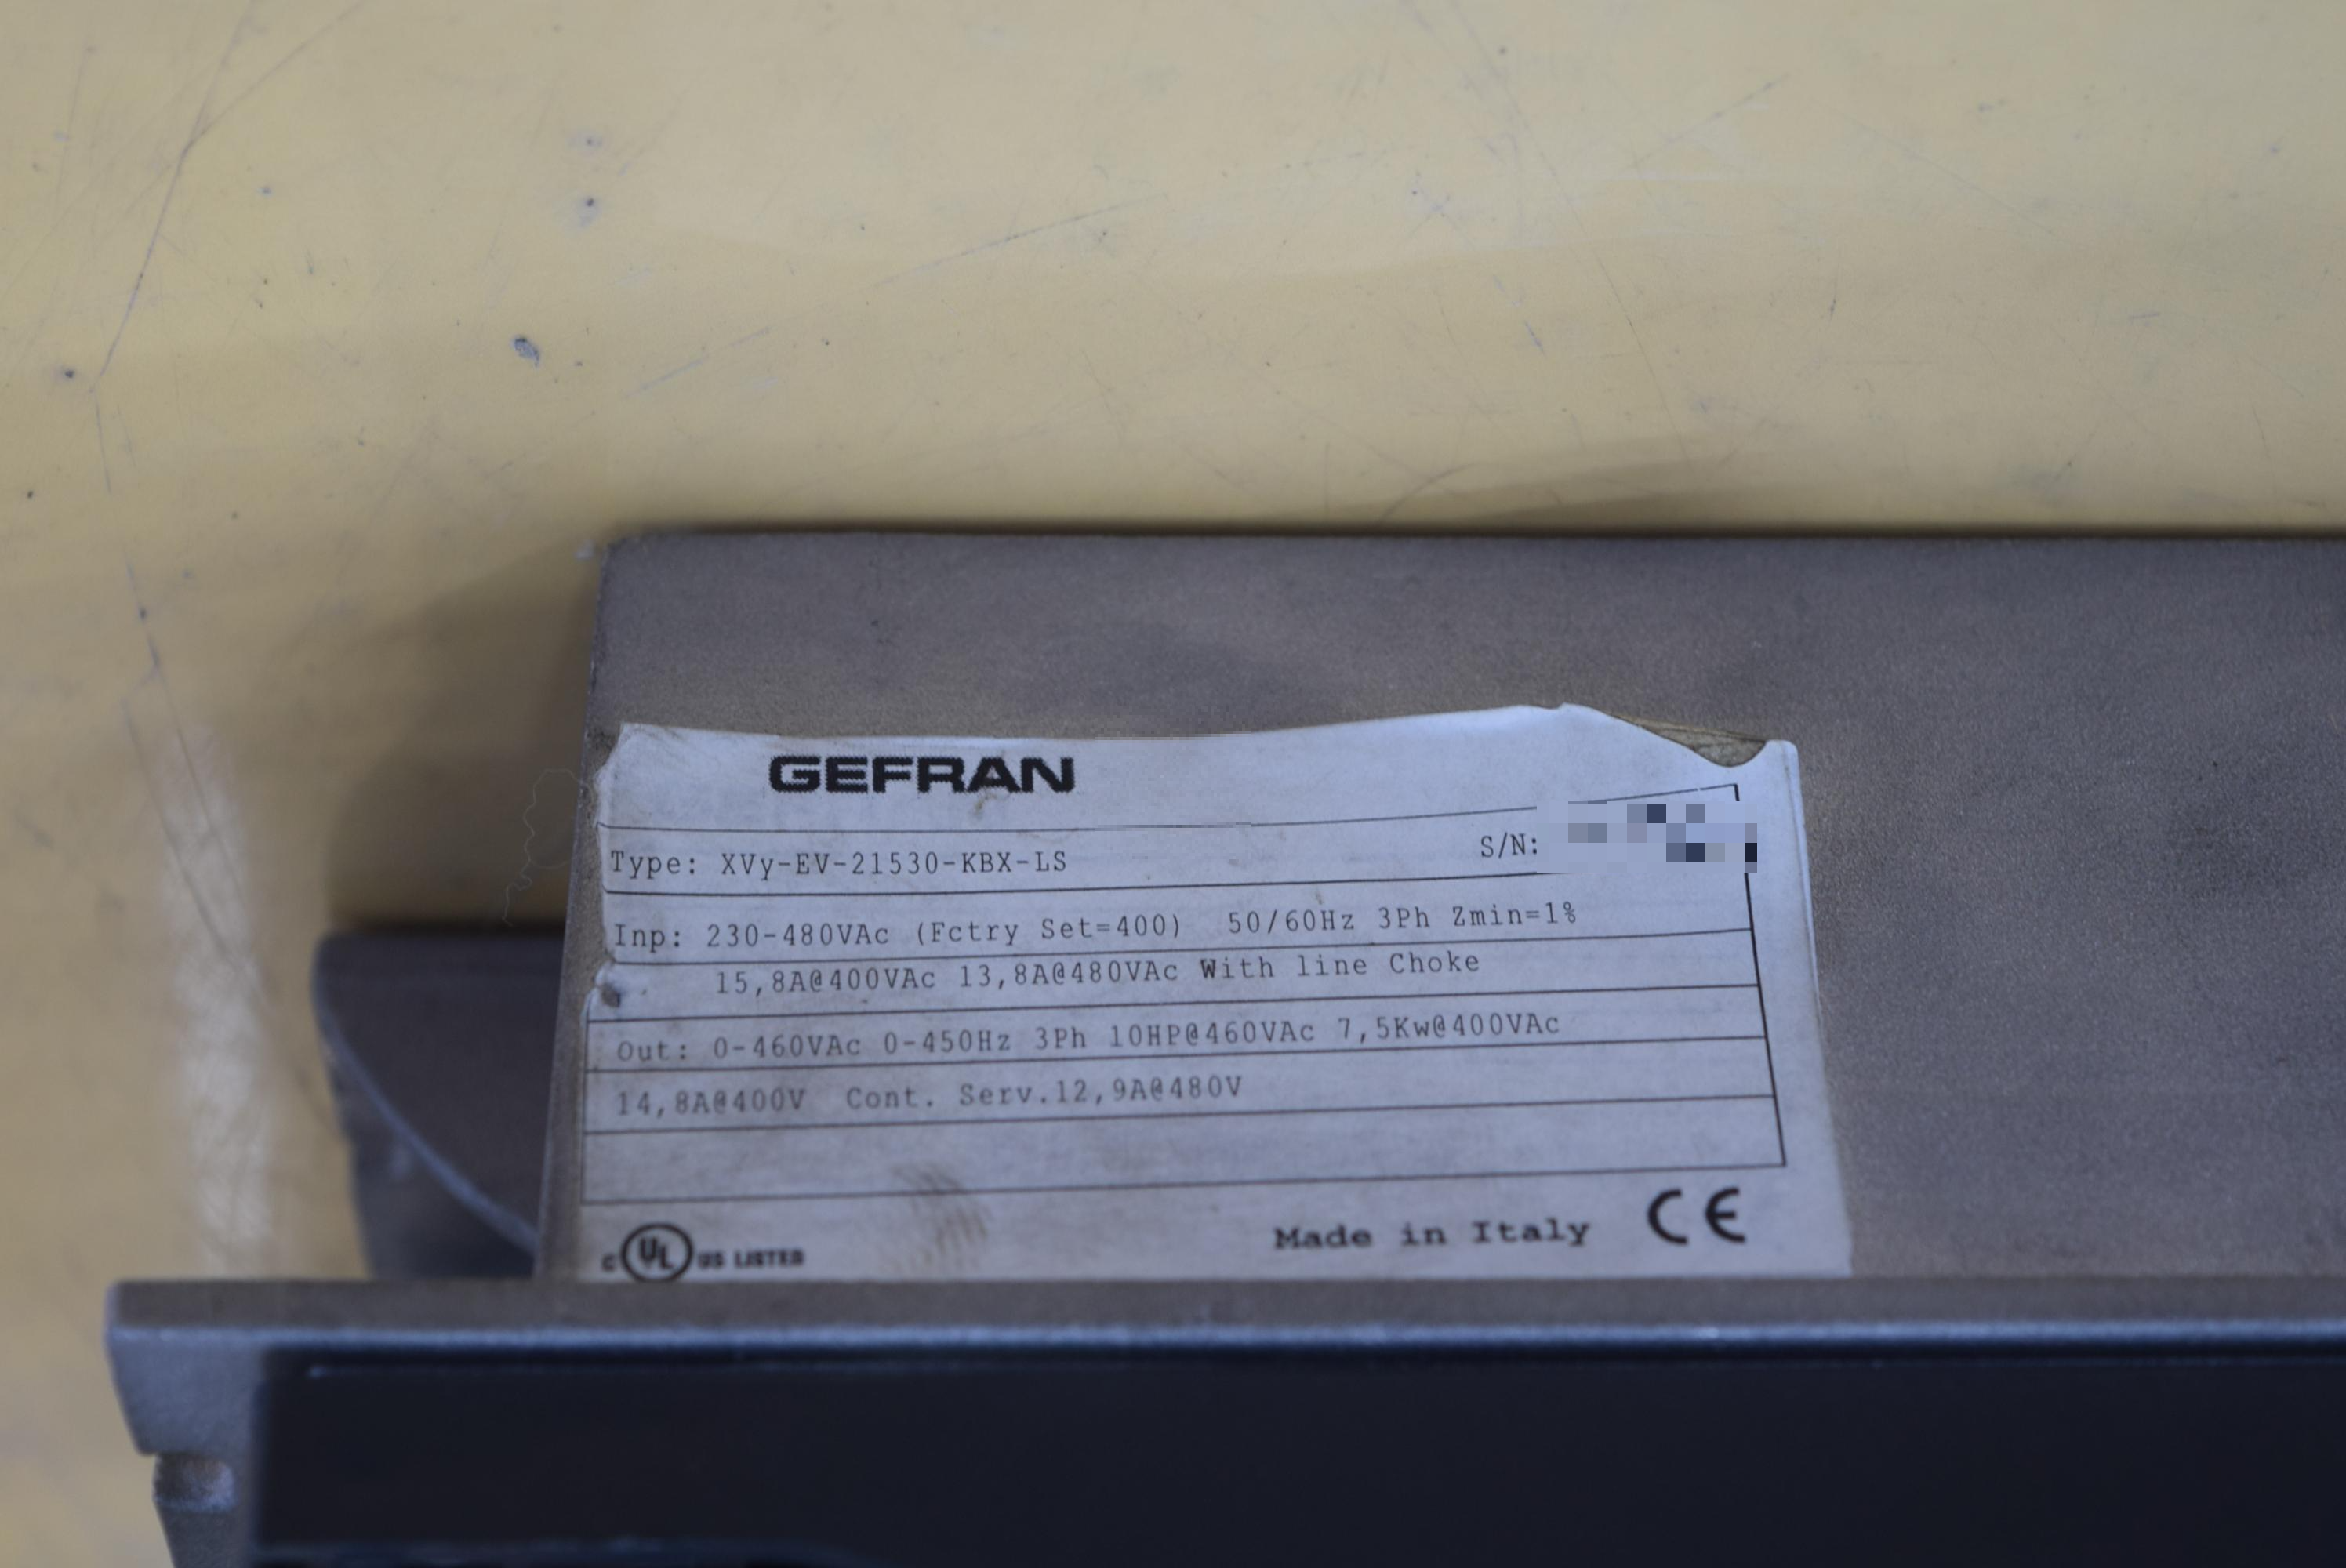 GEFRAN
Type: XVy-EV-21530-KBX-LS S/N:
Inp: 230-480VAc (Fctry Set=400) 50/60Hz 3Ph Zmin=1%
15,8A@400VAc 13,8A@480VAc With line Choke
Out: 0-460VAc 0-450Hz 3Ph 10HP@460VAc 7,5Kw@400VAc
14,8A@400V Cont. Serv.12,9A@480V
C UL US LISTED Made in Italy CE